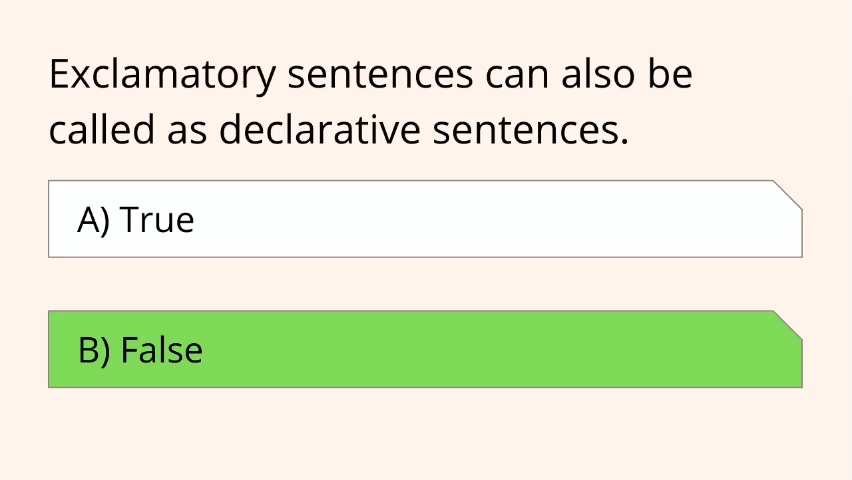 Exclamatory sentences can also be
called as declarative sentences.
A) True
B) False